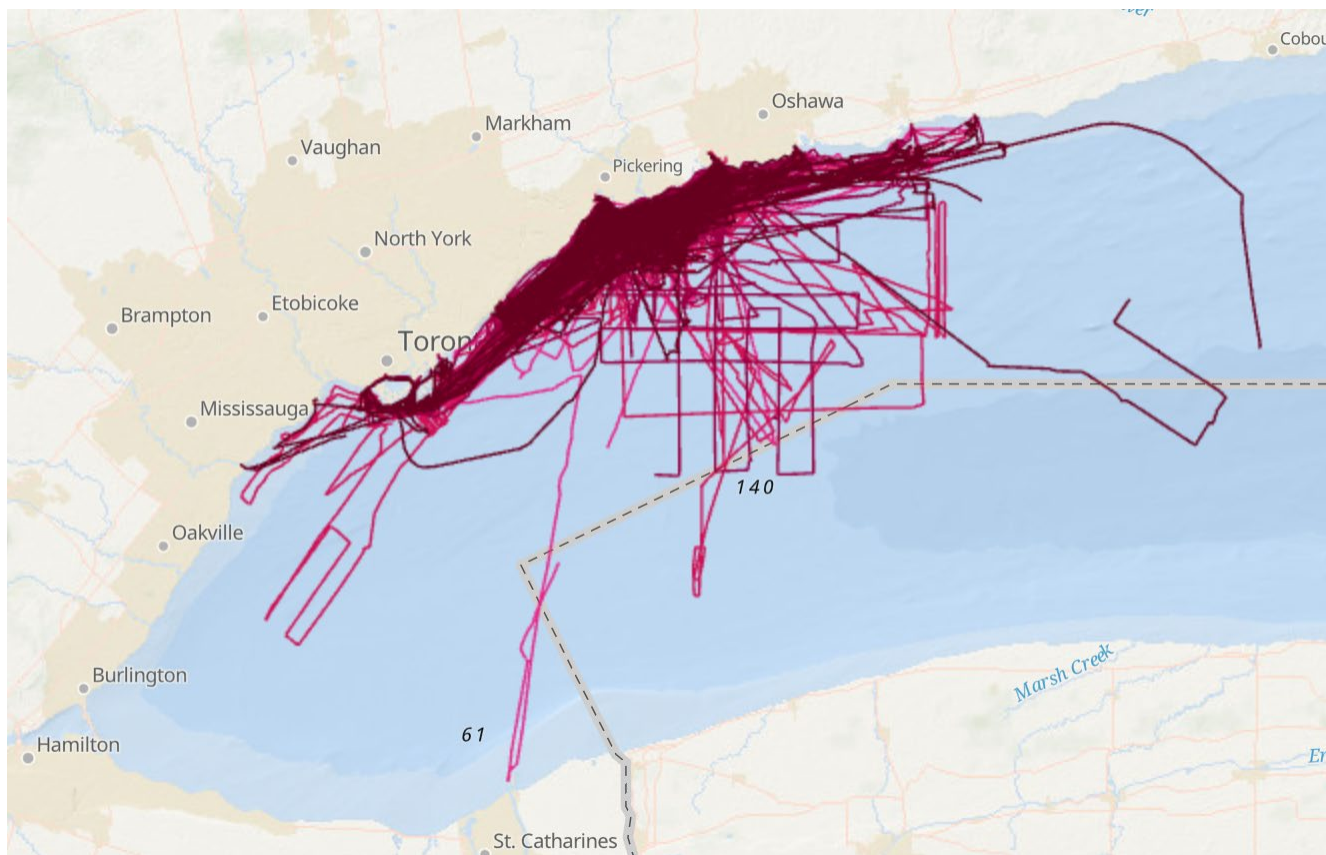 Oshawa
Markham
Vaughan
Pickering
North York
Etobicoke
Brampton
Toron
Mississauga
140
Oakville
Marsh Creek
Burlington
61
Hamilton
St. Catharines